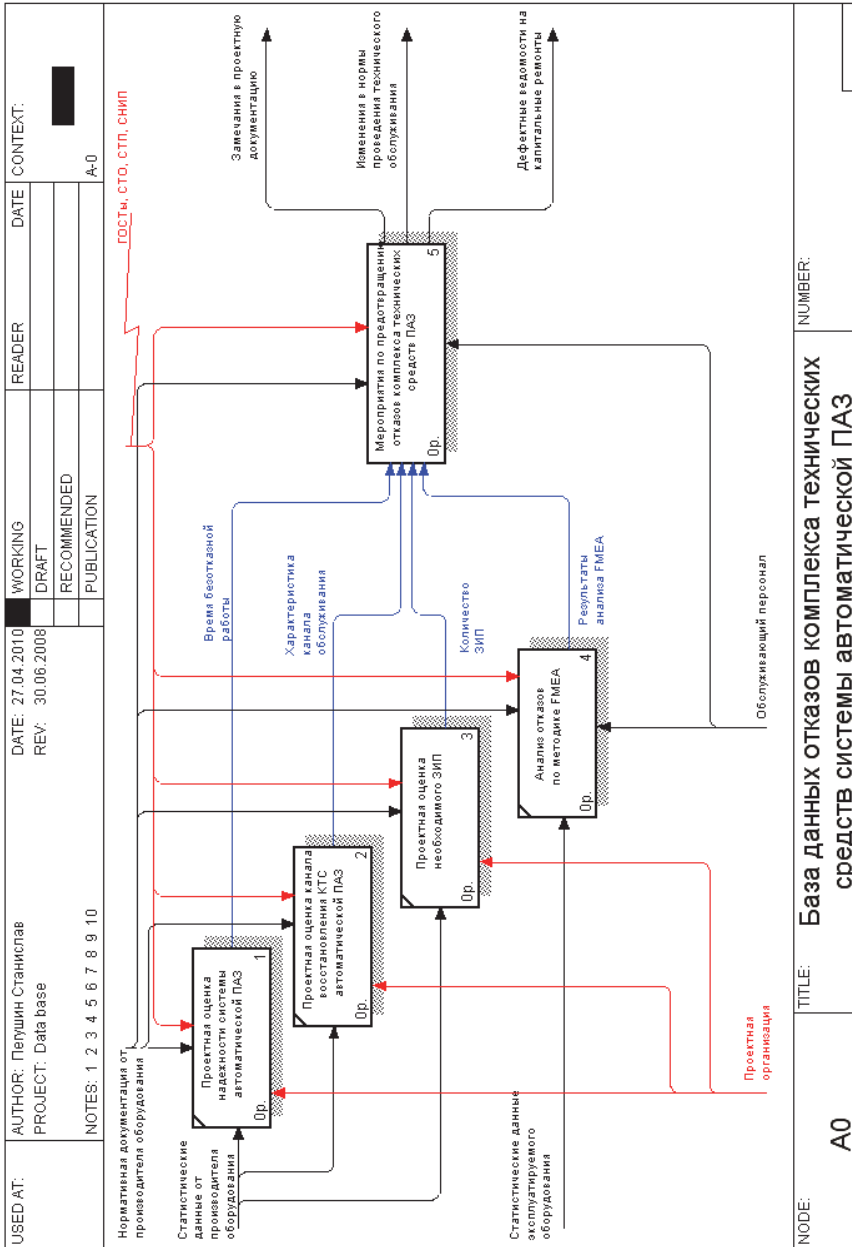 USED AT:
AUTHOR: Пегушин Станислав
DATE: 27.04.2010
WORKING
READER
DATE
CONTEXT:
PROJECT: Data base
REV: 30.06.2008
DRAFT
RECOMMENDED
NOTES: 1 2 3 4 5 6 7 8 9 10
PUBLICATION
A-0
ГОСТы, СТО, СТП, СНИП
Нормативная документация от
производителя оборудования
Статистические
данные от
производителя
оборудования
Статистические данные
эксплуатируемого
оборудования
Проектная оценка
надежности системы
автоматической ПАЗ
0р.
1
Проектная оценка канала
восстановления КТС
автоматической ПАЗ
0р.
2
Проектная оценка
необходимого ЗИП
0р.
3
Анализ отказов
по методике FMEA
0р.
4
Время безотказной
работы
Характеристика
канала
обслуживания
Количество
ЗИП
Результаты
анализа FMEA
Мероприятия по предотвращению
отказов комплекса технических
средств ПАЗ
0р.
5
Замечания в проектную
документацию
Изменения в нормы
проведения технического
обслуживания
Дефектные ведомости на
капитальные ремонты
Проектная
организация
Обслуживающий персонал
NODE:
A0
TITLE:
База данных отказов комплекса технических
средств системы автоматической ПАЗ
NUMBER: